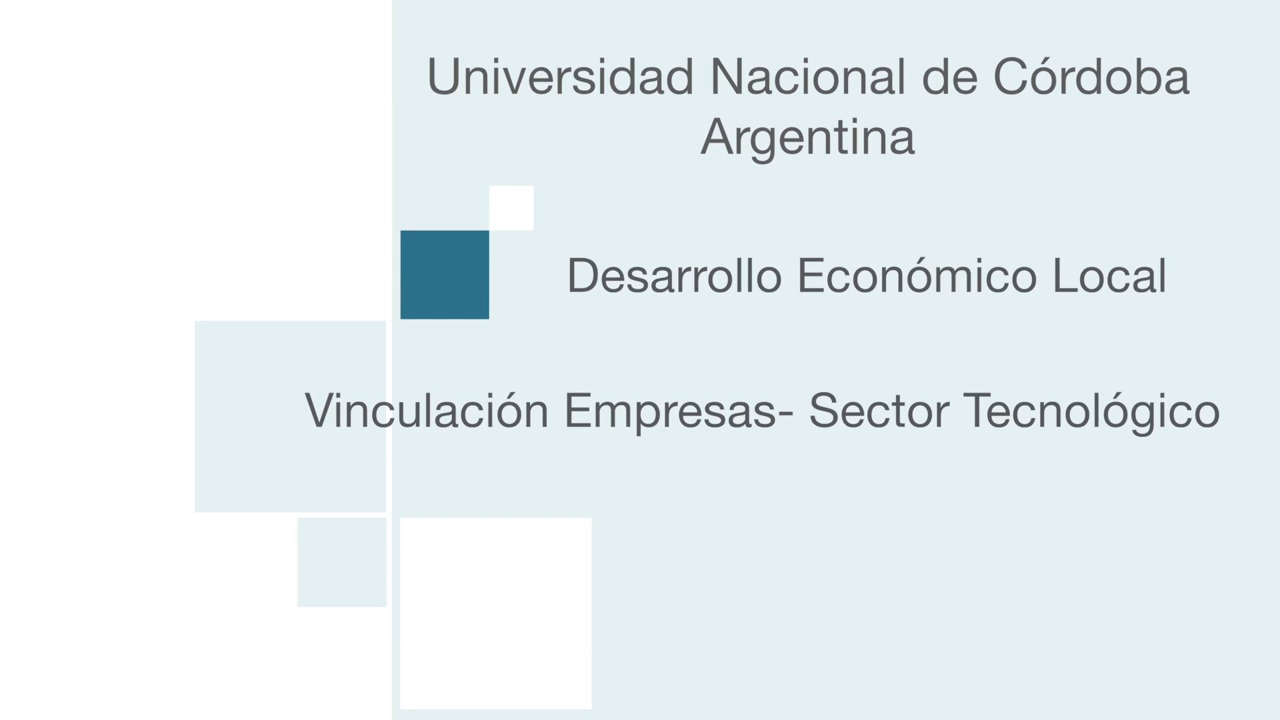 Universidad Nacional de Córdoba
Argentina
Desarrollo Económico Local
Vinculación Empresas- Sector Tecnológico